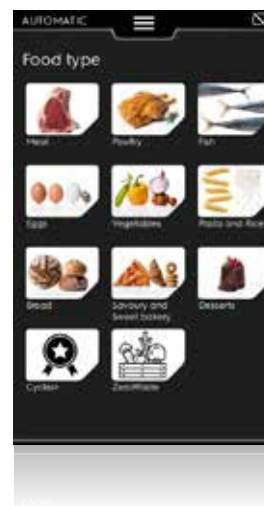 AUTOMATIC
Food type
Meat
Poultry
Fish
Eggs
Vegetables
Pasta and Rice
Bread
Savoury and
Sweet bakery
Desserts
Cycles+
ZeroWaste